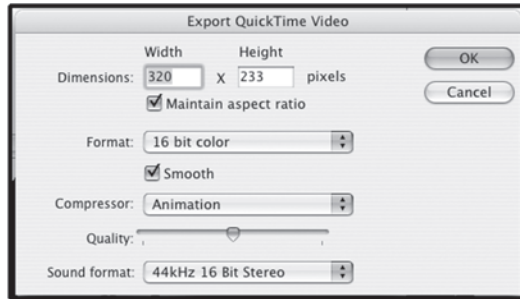 Export QuickTime Video
Width Height
Dimensions: 320 X 233 pixels
Maintain aspect ratio
Format: 16 bit color
Smooth
Compressor: Animation
Quality:
Sound format: 44kHz 16 Bit Stereo
OK
Cancel